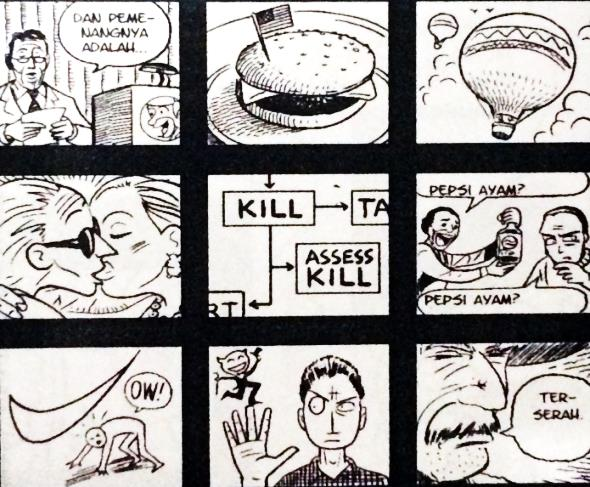 DAN PEME-
NANGNYA
ADALAH...
KILL
TA
ASSESS
KILL
RT
PEPSI AYAM?
PEPSI AYAM?
OW!
TER-
SERAH.